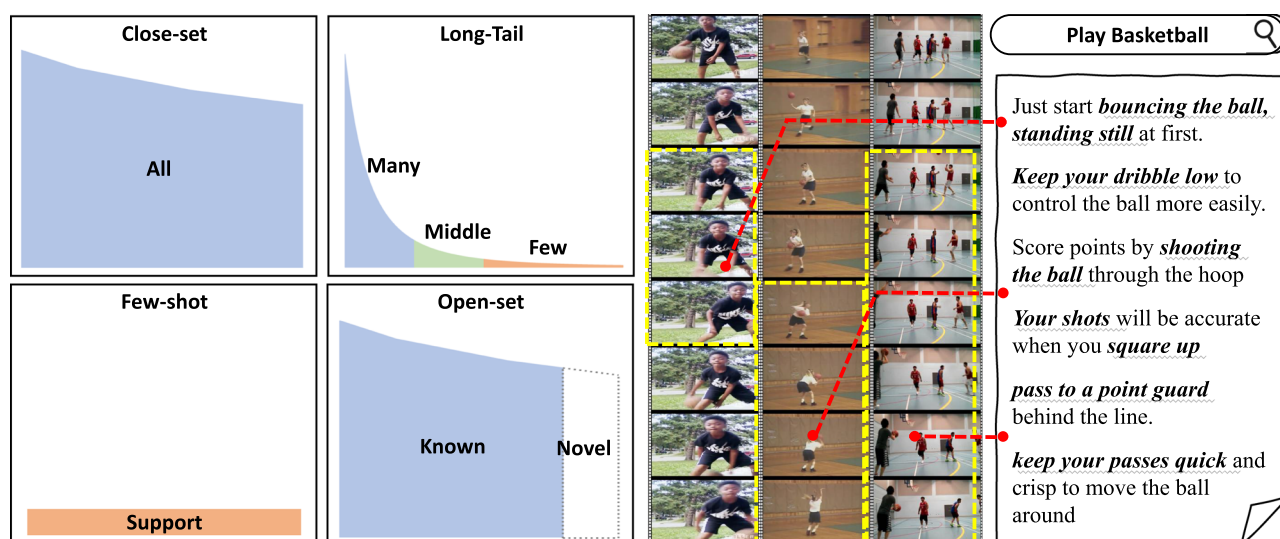 Close-set
All
Long-Tail
Many
Middle
Few
Few-shot
Support
Open-set
Known
Novel
Play Basketball
Just start bouncing the ball,
standing still at first.
Keep your dribble low to
control the ball more easily.
Score points by shooting
the ball through the hoop
Your shots will be accurate
when you square up
pass to a point guard
behind the line.
keep your passes quick and
crisp to move the ball
around